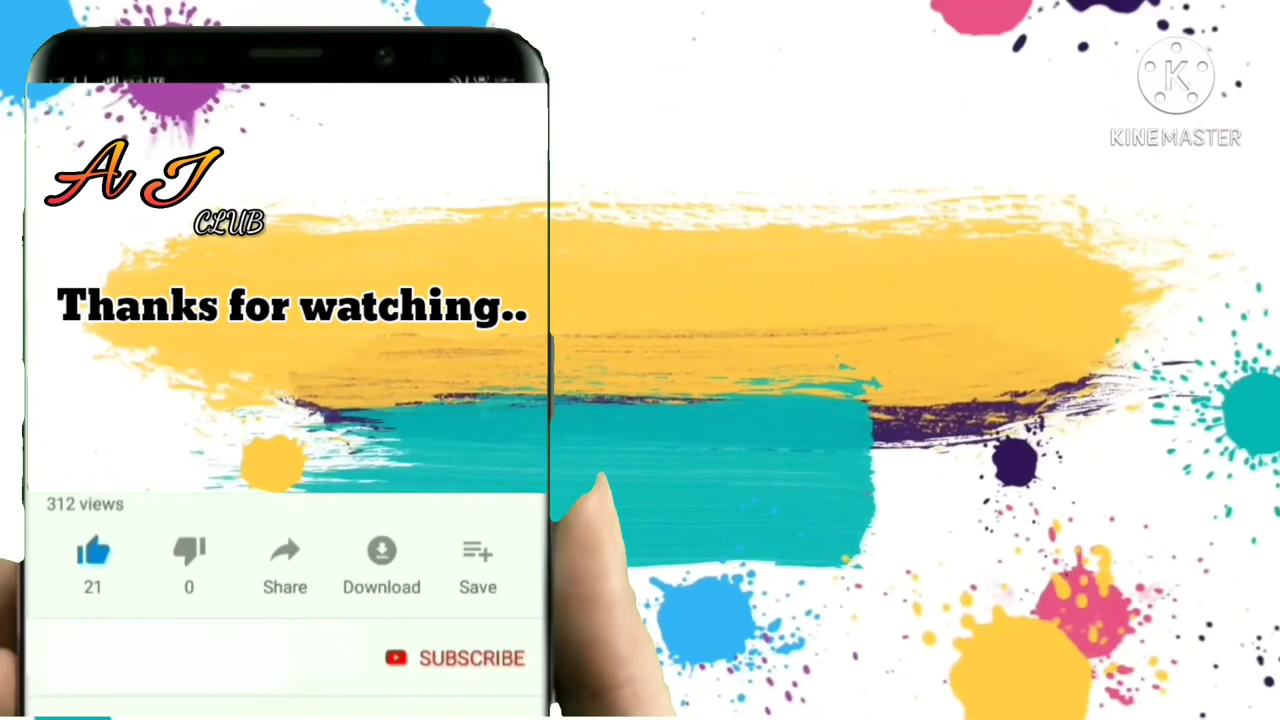 A J
CLUB
Thanks for watching..
312 views
21
0
Share
Download
Save
SUBSCRIBE
K
KINEMASTER